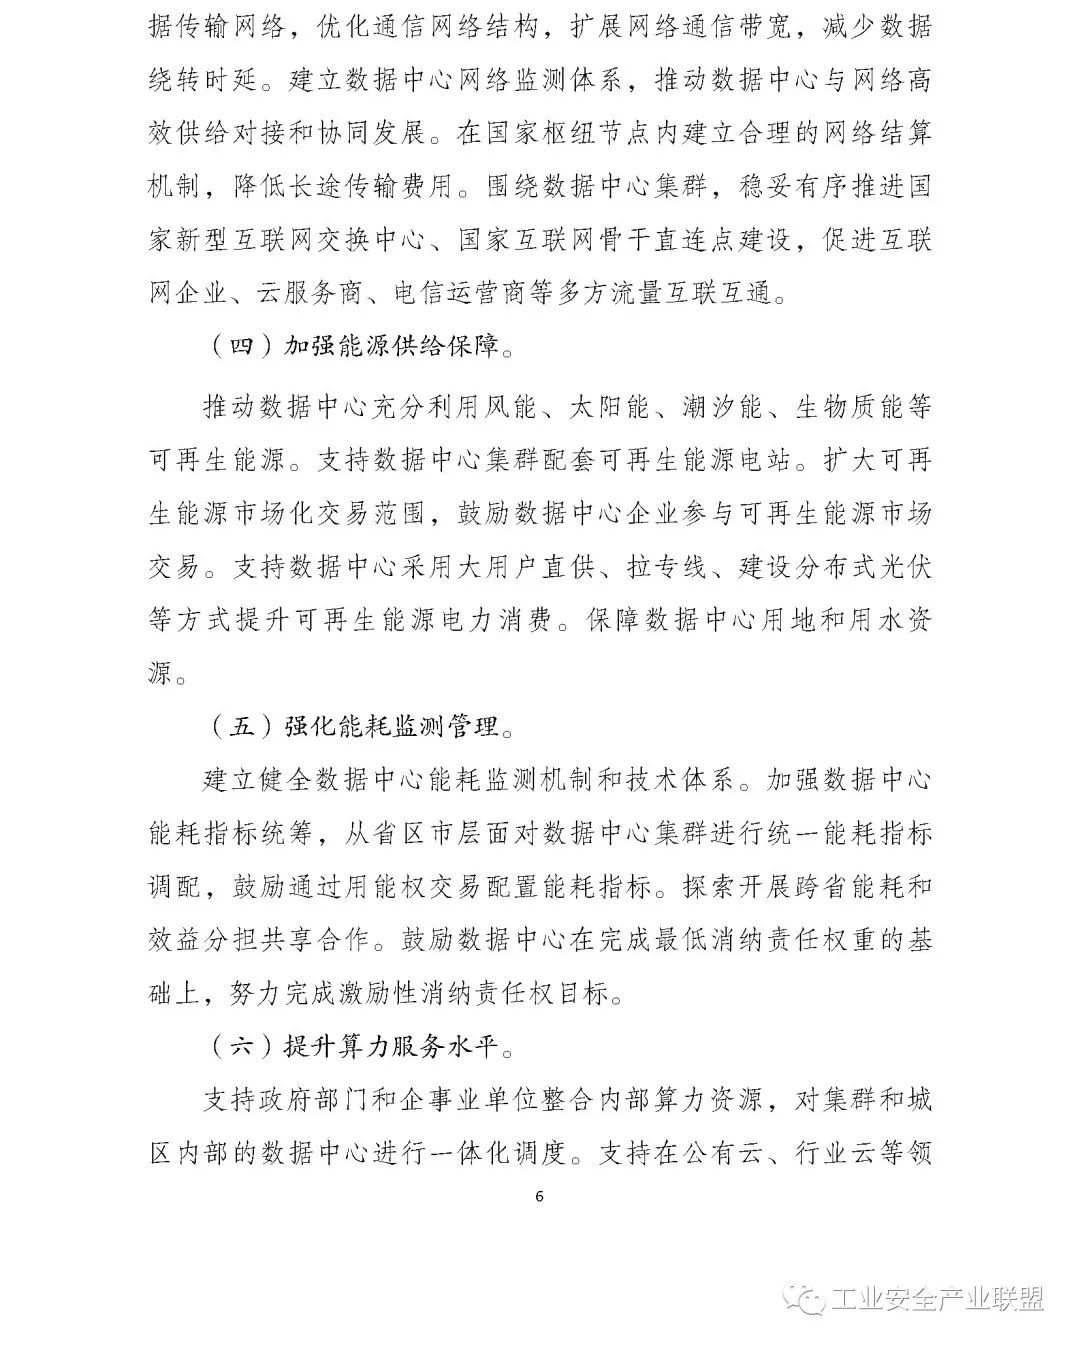 据传输网络，优化通信网络结构，扩展网络通信带宽，减少数据
绕转时延。建立数据中心网络监测体系，推动数据中心与网络高
效供给对接和协同发展。在国家枢纽节点内建立合理的网络结算
机制，降低长途传输费用。围绕数据中心集群，稳妥有序推进国
家新型互联网交换中心、国家互联网骨干直连点建设，促进互联
网企业、云服务商、电信运营商等多方流量互联互通。
（四）加强能源供给保障。
推动数据中心充分利用风能、太阳能、潮汐能、生物质能等
可再生能源。支持数据中心集群配套可再生能源电站。扩大可再
生能源市场化交易范围，鼓励数据中心企业参与可再生能源市场
交易。支持数据中心采用大用户直供、拉专线、建设分布式光伏
等方式提升可再生能源电力消费。保障数据中心用地和用水资
源。
（五）强化能耗监测管理。
建立健全数据中心能耗监测机制和技术体系。加强数据中心
能耗指标统筹，从省区市层面对数据中心集群进行统一能耗指标
调配，鼓励通过用能权交易配置能耗指标。探索开展跨省能耗和
效益分担共享合作。鼓励数据中心在完成最低消纳责任权重的基
础上，努力完成激励性消纳责任权目标。
（六）提升算力服务水平。
支持政府部门和企事业单位整合内部算力资源，对集群和城
区内部的数据中心进行一体化调度。支持在公有云、行业云等领
6
工业安全产业联盟